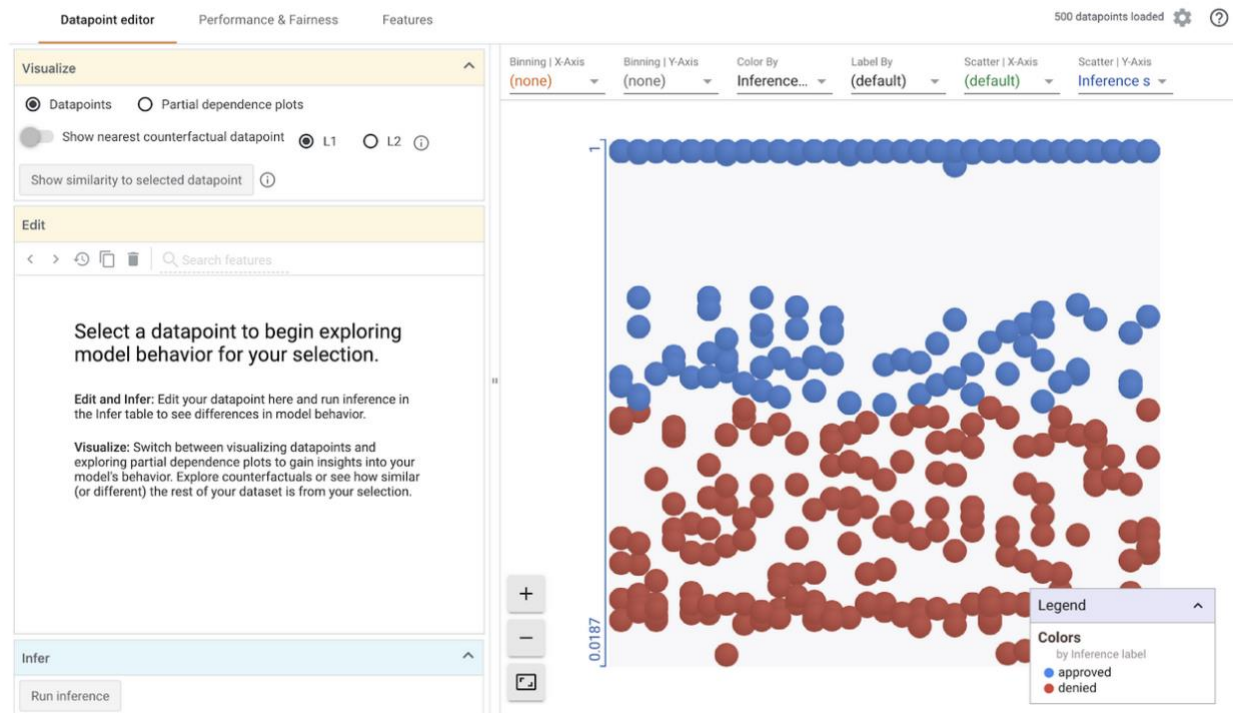 Datapoint editor
Performance & Fairness
Features
500 datapoints loaded
Visualize
Datapoints
Partial dependence plots
Show nearest counterfactual datapoint
L1
L2
Show similarity to selected datapoint
Edit
Search features
Select a datapoint to begin exploring
model behavior for your selection.
Edit and Infer: Edit your datapoint here and run inference in
the Infer table to see differences in model behavior.
Visualize: Switch between visualizing datapoints and
exploring partial dependence plots to gain insights into your
model's behavior. Explore counterfactuals or see how similar
(or different) the rest of your dataset is from your selection.
Infer
Run inference
Binning | X-Axis
(none)
Binning | Y-Axis
(none)
Color By
Inference...
Label By
(default)
Scatter | X-Axis
(default)
Scatter | Y-Axis
Inference s
1
0.0187
+
−
Legend
Colors
by Inference label
approved
denied